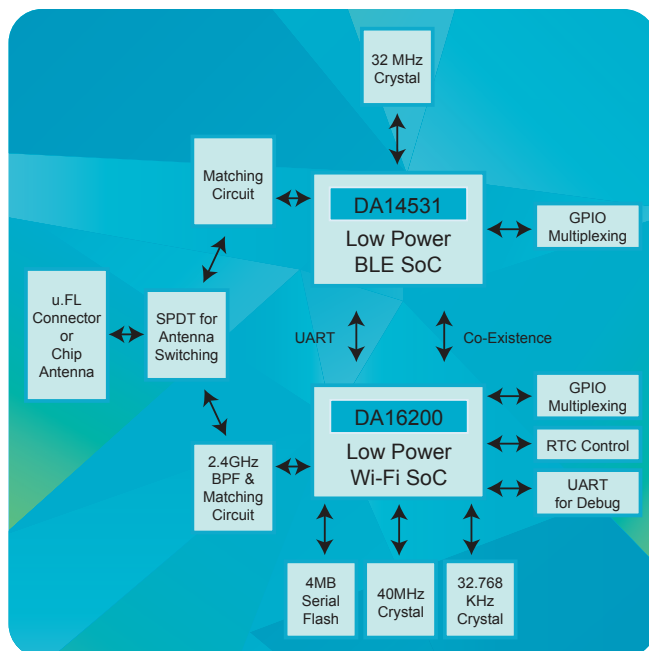 32 MHz
Crystal
Matching
Circuit
DA14531
Low Power
BLE SoC
GPIO
Multiplexing
u.FL
Connector
or
Chip
Antenna
SPDT for
Antenna
Switching
UART
Co-Existence
DA16200
Low Power
Wi-Fi SoC
GPIO
Multiplexing
RTC Control
UART
for Debug
2.4GHz
BPF &
Matching
Circuit
4MB
Serial
Flash
40MHz
Crystal
32.768
KHz
Crystal